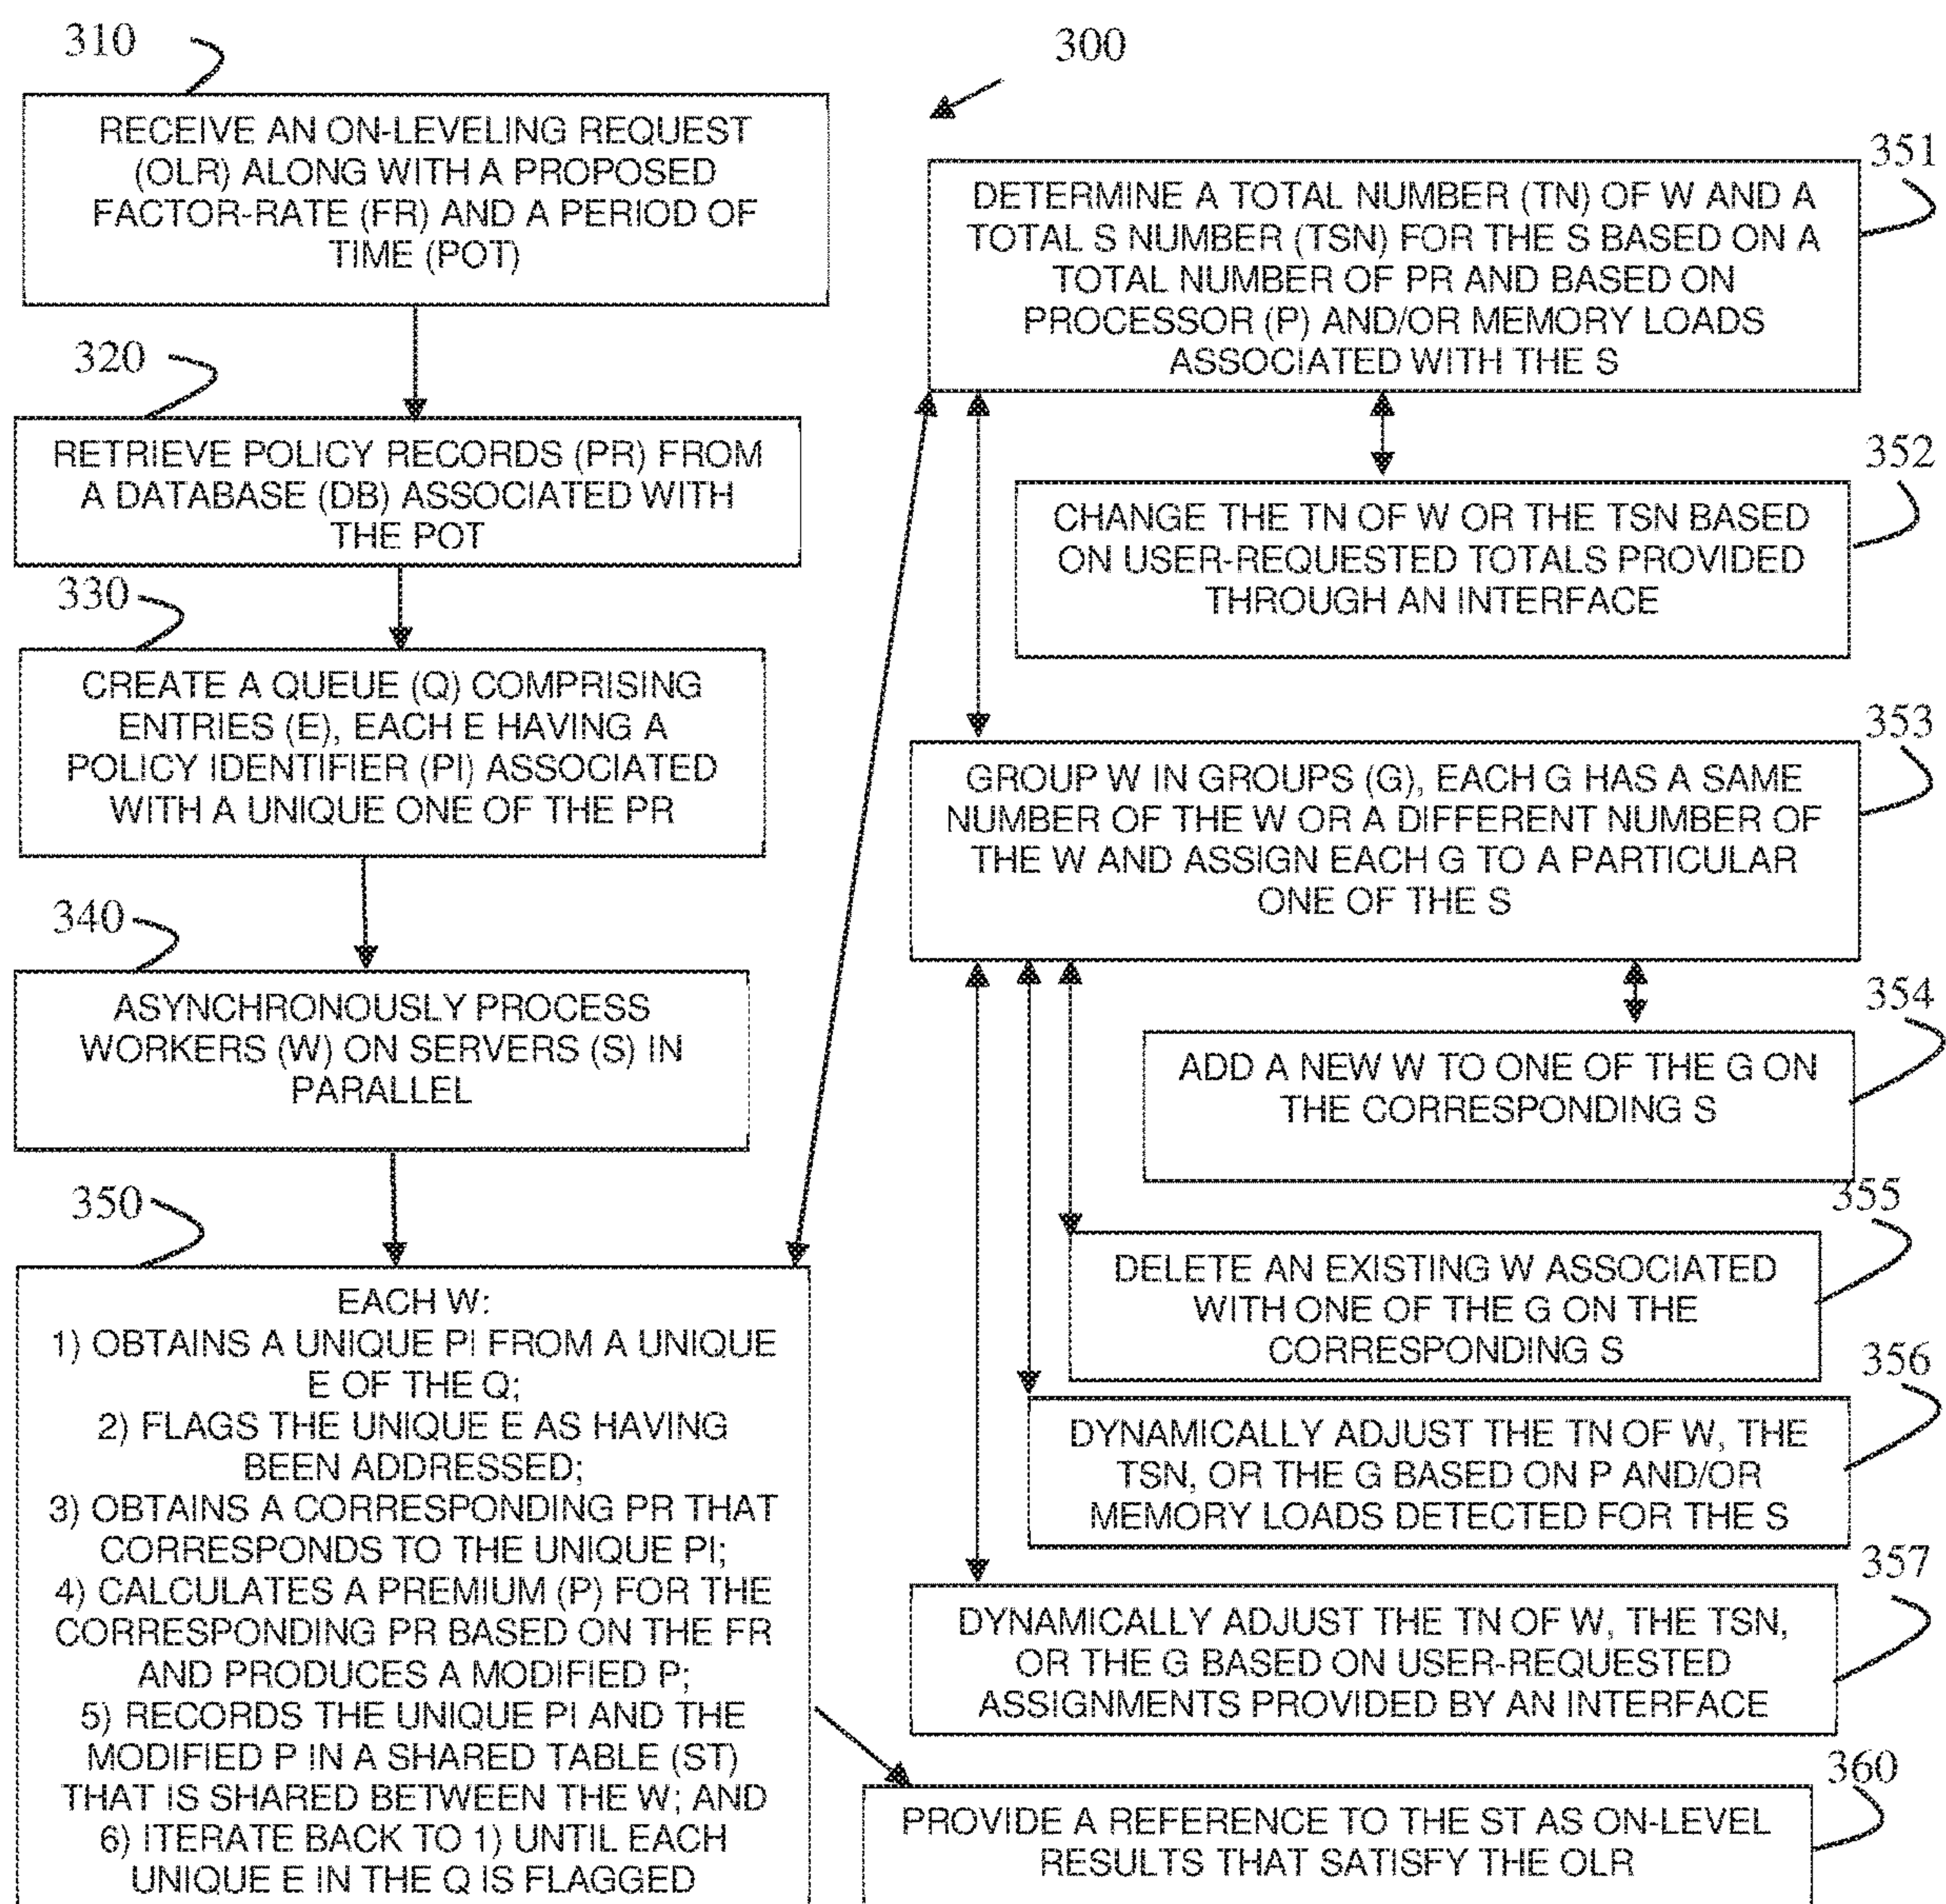 310
RECEIVE AN ON-LEVELING REQUEST
(OLR) ALONG WITH A PROPOSED
FACTOR-RATE (FR) AND A PERIOD OF
TIME (POT)
320
RETRIEVE POLICY RECORDS (PR) FROM
A DATABASE (DB) ASSOCIATED WITH
THE POT
330
CREATE A QUEUE (Q) COMPRISING
ENTRIES (E), EACH E HAVING A
POLICY IDENTIFIER (PI) ASSOCIATED
WITH A UNIQUE ONE OF THE PR
340
ASYNCHRONOUSLY PROCESS
WORKERS (W) ON SERVERS (S) IN
PARALLEL
350
EACH W:
1) OBTAINS A UNIQUE PI FROM A UNIQUE
E OF THE Q;
2) FLAGS THE UNIQUE E AS HAVING
BEEN ADDRESSED;
3) OBTAINS A CORRESPONDING PR THAT
CORRESPONDS TO THE UNIQUE PI;
4) CALCULATES A PREMIUM (P) FOR THE
CORRESPONDING PR BASED ON THE FR
AND PRODUCES A MODIFIED P;
5) RECORDS THE UNIQUE PI AND THE
MODIFIED P IN A SHARED TABLE (ST)
THAT IS SHARED BETWEEN THE W; AND
6) ITERATE BACK TO 1) UNTIL EACH
UNIQUE E IN THE Q IS FLAGGED
300
351
DETERMINE A TOTAL NUMBER (TN) OF W AND A
TOTAL S NUMBER (TSN) FOR THE S BASED ON A
TOTAL NUMBER OF PR AND BASED ON
PROCESSOR (P) AND/OR MEMORY LOADS
ASSOCIATED WITH THE S
352
CHANGE THE TN OF W OR THE TSN BASED
ON USER-REQUESTED TOTALS PROVIDED
THROUGH AN INTERFACE
353
GROUP W IN GROUPS (G), EACH G HAS A SAME
NUMBER OF THE W OR A DIFFERENT NUMBER OF
THE W AND ASSIGN EACH G TO A PARTICULAR
ONE OF THE S
354
ADD A NEW W TO ONE OF THE G ON
THE CORRESPONDING S
355
DELETE AN EXISTING W ASSOCIATED
WITH ONE OF THE G ON THE
CORRESPONDING S
356
DYNAMICALLY ADJUST THE TN OF W, THE
TSN, OR THE G BASED ON P AND/OR
MEMORY LOADS DETECTED FOR THE S
357
DYNAMICALLY ADJUST THE TN OF W, THE TSN,
OR THE G BASED ON USER-REQUESTED
ASSIGNMENTS PROVIDED BY AN INTERFACE
360
PROVIDE A REFERENCE TO THE ST AS ON-LEVEL
RESULTS THAT SATISFY THE OLR